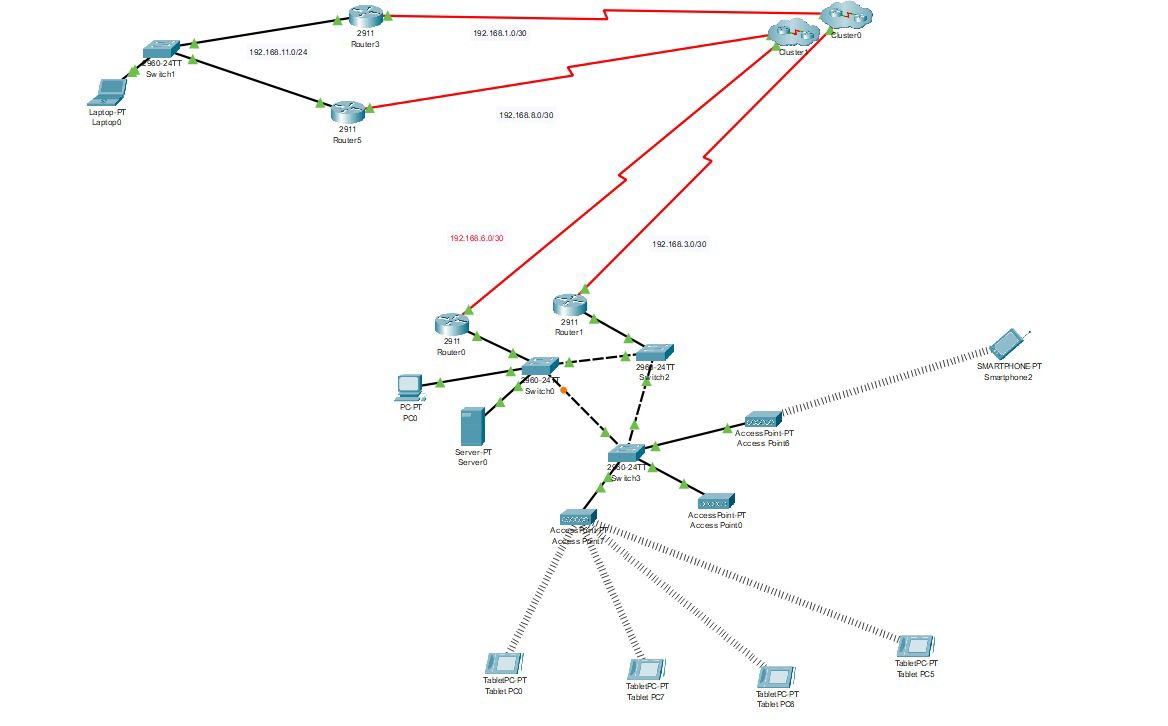 2911
Router3
192.168.1.0/30
Cluster0
Cluster1
192.168.11.0/24
2960-24TT
Switch1
Laptop-PT
Laptop0
2911
Router5
192.168.8.0/30
192.168.6.0/30
192.168.3.0/30
2911
Router1
2911
Router0
2960-24TT
Switch2
2960-24TT
Switch0
SMARTPHONE-PT
Smartphone2
PC-PT
PC0
AccessPoint-PT
Access Point6
Server-PT
Server0
2960-24TT
Switch3
AccessPoint-PT
Access Point0
AccessPoint-PT
Access Point7
TabletPC-PT
Tablet PC5
TabletPC-PT
Tablet PC0
TabletPC-PT
Tablet PC7
TabletPC-PT
Tablet PC6